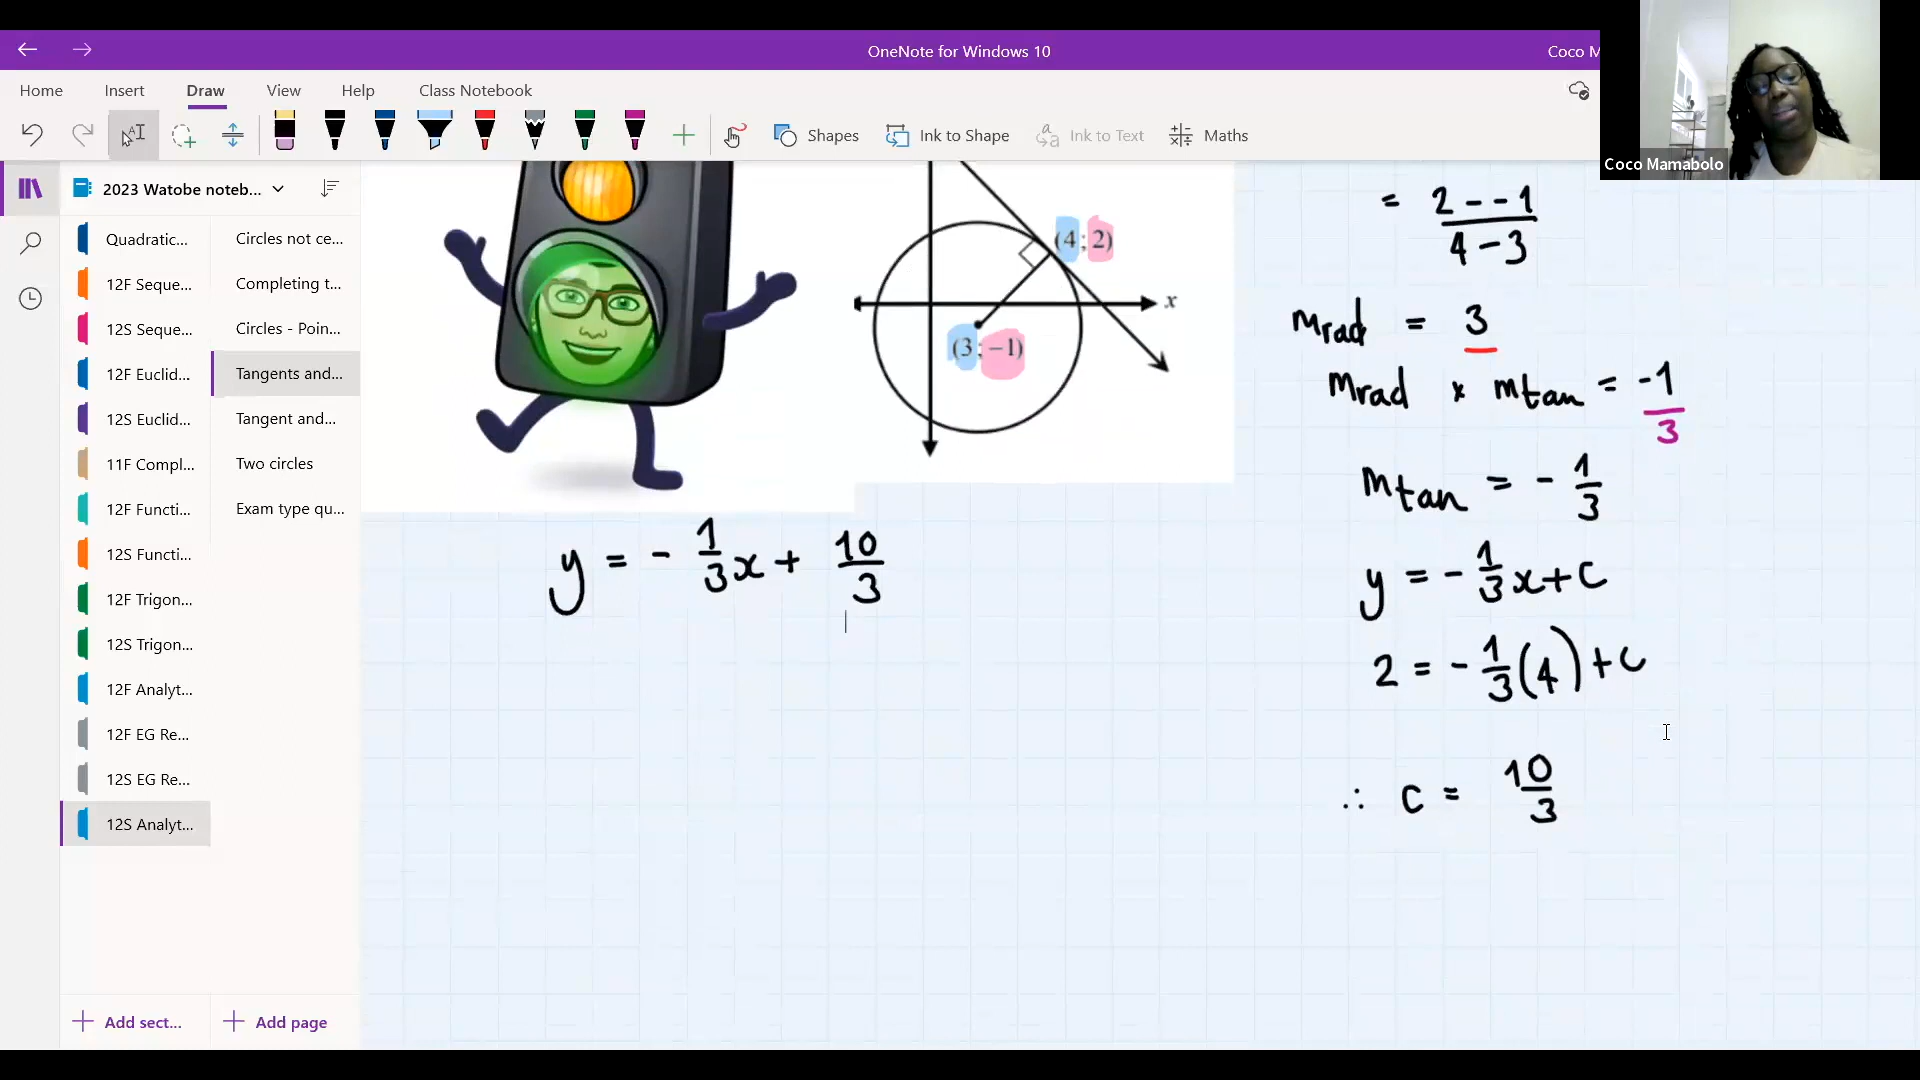 OneNote for Windows 10
Coco M
Home Insert Draw View Help Class Notebook
Shapes Ink to Shape Ink to Text Maths
Coco Mamabolo
2023 Watobe noteb...
Quadratic...
12F Seque...
12S Seque...
12F Euclid...
12S Euclid...
11F Compl...
12F Functi...
12S Functi...
12F Trigon...
12S Trigon...
12F Analyt...
12F EG Re...
12S EG Re...
12S Analyt...
Add sect...
Circles not ce...
Completing t...
Circles - Poin...
Tangents and...
Tangent and...
Two circles
Exam type qu...
Add page
(4; 2)
x
(3; −1)
y = - 1/3 x + 10/3
= 2 - - 1 / 4 - 3
mrad = 3
mrad × mtan = -1/3
mtan = - 1/3
y = - 1/3 x + c
2 = - 1/3 (4) + c
∴ c = 10/3